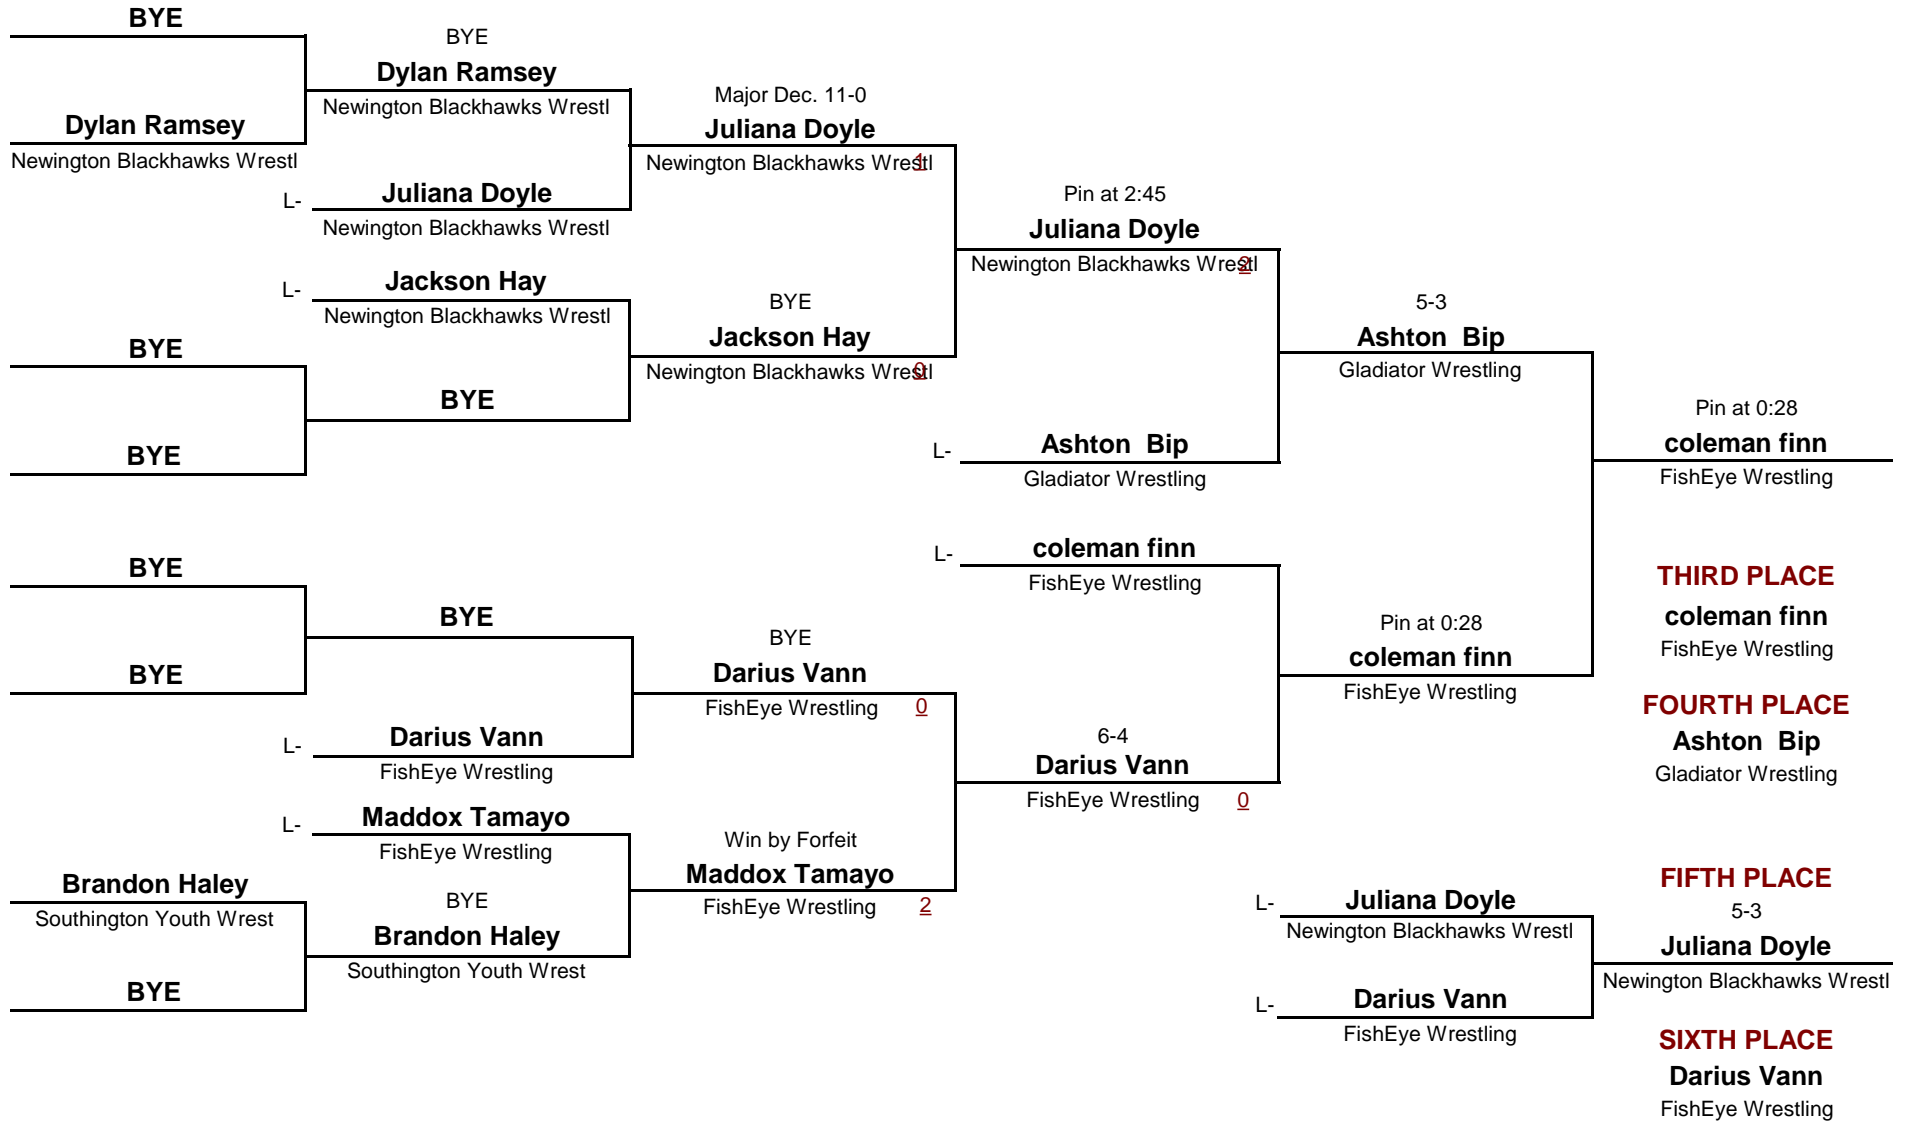 BYE
Dylan Ramsey
Newington Blackhawks Wrestl
BYE
BYE
BYE
BYE
Brandon Haley
Southington Youth Wrest
BYE
BYE
Dylan Ramsey
Newington Blackhawks Wrestl
L-
Juliana Doyle
Newington Blackhawks Wrestl
L-
Jackson Hay
Newington Blackhawks Wrestl
BYE
BYE
L-
Darius Vann
FishEye Wrestling
L-
Maddox Tamayo
FishEye Wrestling
BYE
Brandon Haley
Southington Youth Wrest
Major Dec. 11-0
Juliana Doyle
Newington Blackhawks Wrestl 1
BYE
Jackson Hay
Newington Blackhawks Wrestl 0
BYE
Darius Vann
FishEye Wrestling 0
Win by Forfeit
Maddox Tamayo
FishEye Wrestling 2
Pin at 2:45
Juliana Doyle
Newington Blackhawks Wrestl 2
L-
Ashton Bip
Gladiator Wrestling
L-
coleman finn
FishEye Wrestling
6-4
Darius Vann
FishEye Wrestling 0
5-3
Ashton Bip
Gladiator Wrestling
Pin at 0:28
coleman finn
FishEye Wrestling
L-
Juliana Doyle
Newington Blackhawks Wrestl
L-
Darius Vann
FishEye Wrestling
Pin at 0:28
coleman finn
FishEye Wrestling
THIRD PLACE
coleman finn
FishEye Wrestling
FOURTH PLACE
Ashton Bip
Gladiator Wrestling
FIFTH PLACE
5-3
Juliana Doyle
Newington Blackhawks Wrestl
SIXTH PLACE
Darius Vann
FishEye Wrestling